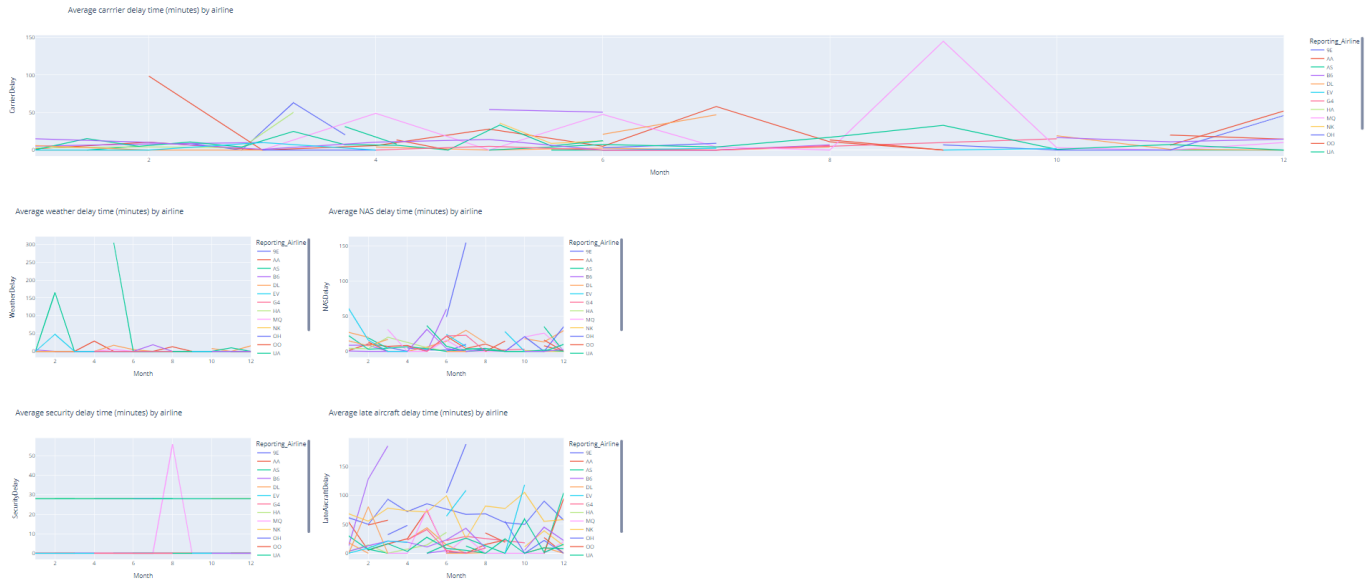 Average carrrier delay time (minutes) by airline
150
100
50
0
CarrierDelay
2
4
6
8
10
12
Month
Reporting_Airline
9E
AA
AS
B6
DL
EV
G4
HA
MQ
NK
OH
OO
UA
Average weather delay time (minutes) by airline
300
250
200
150
100
50
0
WeatherDelay
2
4
6
8
10
12
Month
Reporting_Airline
9E
AA
AS
B6
DL
EV
G4
HA
MQ
NK
OH
OO
UA
Average NAS delay time (minutes) by airline
150
100
50
0
NASDelay
2
4
6
8
10
12
Month
Reporting_Airline
9E
AA
AS
B6
DL
EV
G4
HA
MQ
NK
OH
OO
UA
Average security delay time (minutes) by airline
50
40
30
20
10
0
SecurityDelay
2
4
6
8
10
12
Month
Reporting_Airline
9E
AA
AS
B6
DL
EV
G4
HA
MQ
NK
OH
OO
UA
Average late aircraft delay time (minutes) by airline
150
100
50
0
LateAircraftDelay
2
4
6
8
10
12
Month
Reporting_Airline
9E
AA
AS
B6
DL
EV
G4
HA
MQ
NK
OH
OO
UA